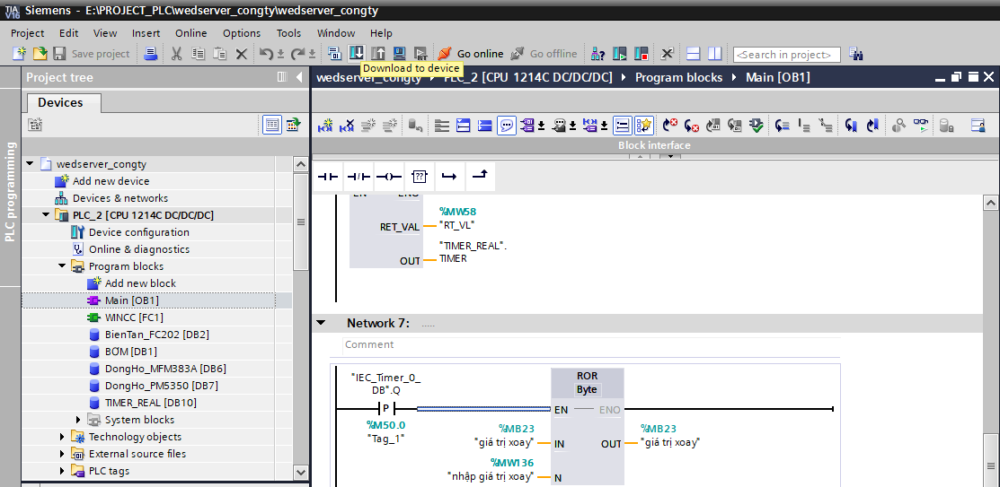 TIA V16 Siemens - E:\PROJECT_PLC\wedserver_congty\wedserver_congty
Project Edit View Insert Online Options Tools Window Help
Save project Go online Go offline <Search in project>
Download to device
Project tree
wedserver_congty PLC_2 [CPU 1214C DC/DC/DC] Program blocks Main [OB1]
Devices
PLC programming
Block interface
wedserver_congty
Add new device
Devices & networks
PLC_2 [CPU 1214C DC/DC/DC]
Device configuration
Online & diagnostics
Program blocks
Add new block
Main [OB1]
WINCC [FC1]
BienTan_FC202 [DB2]
BƠM [DB1]
DongHo_MFM383A [DB6]
DongHo_PM5350 [DB7]
TIMER_REAL [DB10]
System blocks
Technology objects
External source files
PLC tags
??
EN ENO
%MW58
RET_VAL "RT_VL"
"TIMER_REAL".
OUT TIMER
Network 7: .....
Comment
"IEC_Timer_0_
DB".Q
P
%M50.0
"Tag_1"
ROR
Byte
EN ENO
%MB23
"giá trị xoay" IN
%MB23
OUT "giá trị xoay"
%MW136
"nhập giá trị xoay" N